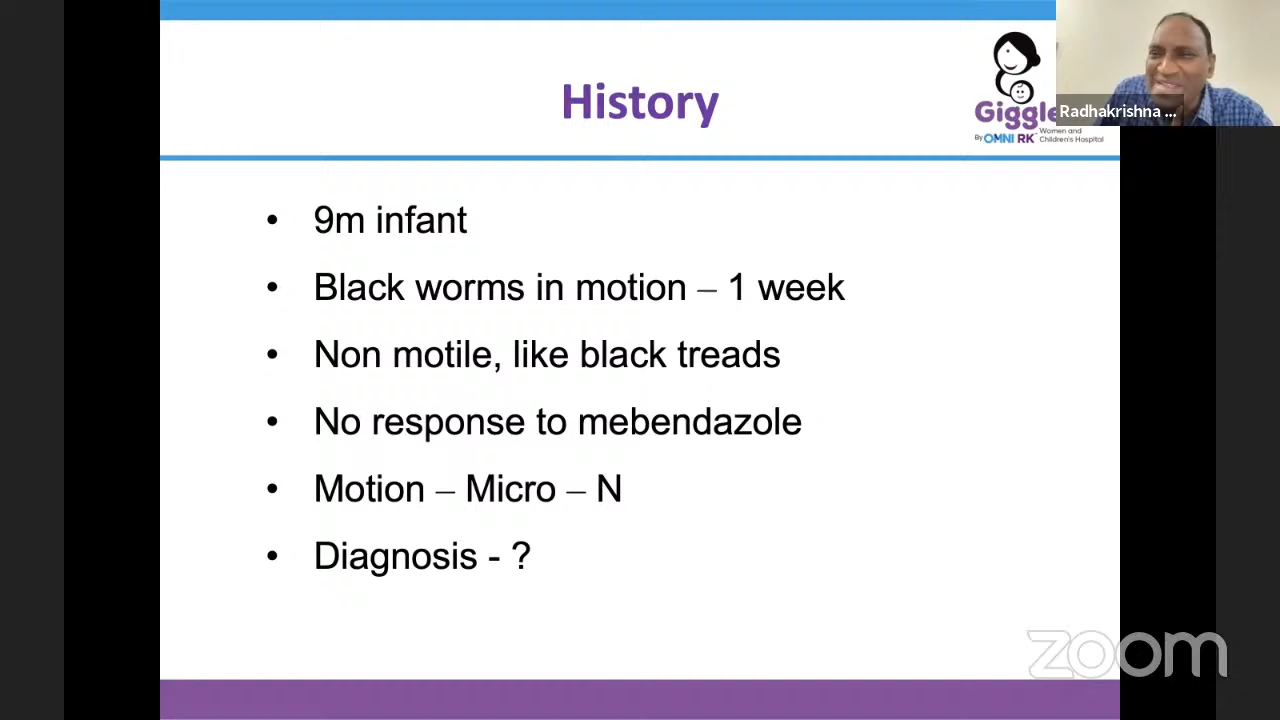 History
Giggle
By OMNI RK Women and Children's Hospital
Radhakrishna ...
• 9m infant
• Black worms in motion – 1 week
• Non motile, like black treads
• No response to mebendazole
• Motion – Micro – N
• Diagnosis - ?
zoom